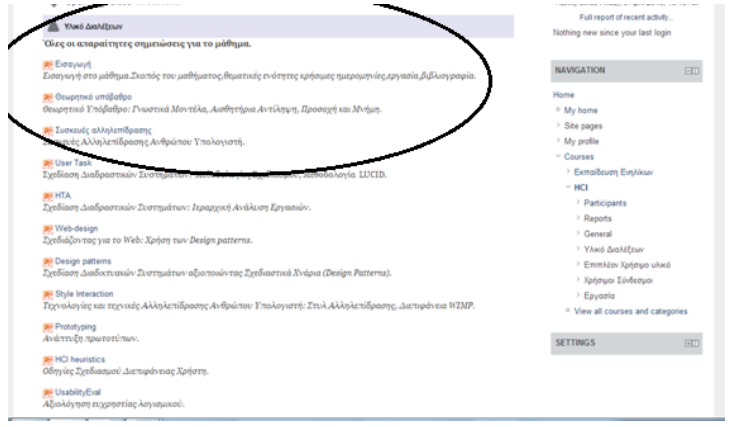 Υλικό Διαλέξεων
Όλες οι απαραίτητες σημειώσεις για το μάθημα.
Εισαγωγή
Εισαγωγή στο μάθημα.Σκοπός του μαθήματος,θεματικές ενότητες κρήσιμες ημερομηνίες,εργασία,βιβλιογραφία.
Θεωρητικό υπόβαθρο
Θεωρητικό Υπόβαθρο: Γνωστικά Μοντέλα, Αισθητήρια Αντίληψη, Προσοχή και Μνήμη.
Συσκευές αλληλεπίδρασης
Συσκευές Αλληλεπίδρασης Ανθρώπου Υπολογιστή.
User Task
Σχεδίαση Διαδραστικών Συστημάτων LUCID.
HTA
Σχεδίαση Διαδραστικών Συστημάτων: Ιεραρχική Ανάλυση Εργασιών.
Web-design
Σχεδιάζοντας για το Web: Χρήση των Design patterns.
Design patterns
Σχεδίαση Διαδικτυακών Συστημάτων αξιοποιώντας Σχεδιαστικά Χνάρια (Design Patterns).
Style Interaction
Τεχνολογίες και τεχνικές Αλληλεπίδρασης Ανθρώπου Υπολογιστή: Στυλ Αλληλεπίδρασης, Διεπιφάνεια WIMP.
Prototyping
Ανάπτυξη πρωτοτύπων.
HCI heuristics
Οδηγίες Σχεδιασμού Διεπιφάνειας Χρήστη.
UsabilityEval
Αξιολόγηση ευχρηστίας λογισμικού.
Full report of recent activity...
Nothing new since your last login
NAVIGATION
Home
My home
Site pages
My profile
Courses
Εκπαίδευση Ενηλίκων
HCI
Participants
Reports
General
Υλικό Διαλέξεων
Επιπλέον Χρήσιμο υλικό
Χρήσιμοι Σύνδεσμοι
Εργασία
View all courses and categories
SETTINGS